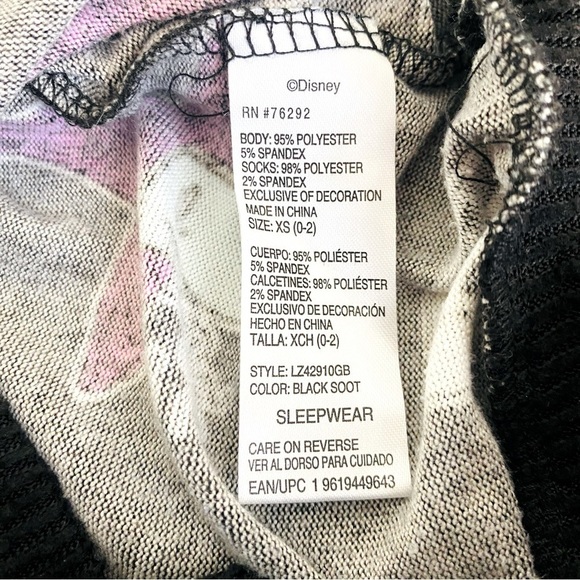 ©Disney
RN #76292
BODY: 95% POLYESTER
5% SPANDEX
SOCKS: 98% POLYESTER
2% SPANDEX
EXCLUSIVE OF DECORATION
MADE IN CHINA
SIZE: XS (0-2)
CUERPO: 95% POLIÉSTER
5% SPANDEX
CALCETINES: 98% POLIÉSTER
2% SPANDEX
EXCLUSIVO DE DECORACIÓN
HECHO EN CHINA
TALLA: XCH (0-2)
STYLE: LZ42910GB
COLOR: BLACK SOOT
SLEEPWEAR
CARE ON REVERSE
VER AL DORSO PARA CUIDADO
EAN/UPC 1 9619449643